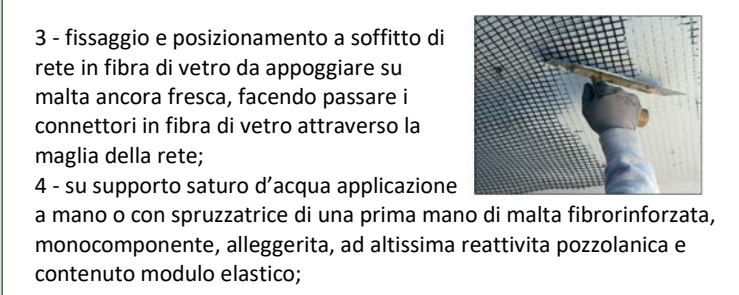 3 - fissaggio e posizionamento a soffitto di
rete in fibra di vetro da appoggiare su
malta ancora fresca, facendo passare i
connettori in fibra di vetro attraverso la
maglia della rete;
4 - su supporto saturo d’acqua applicazione
a mano o con spruzzatrice di una prima mano di malta fibrorinforzata,
monocomponente, alleggerita, ad altissima reattivita pozzolanica e
contenuto modulo elastico;